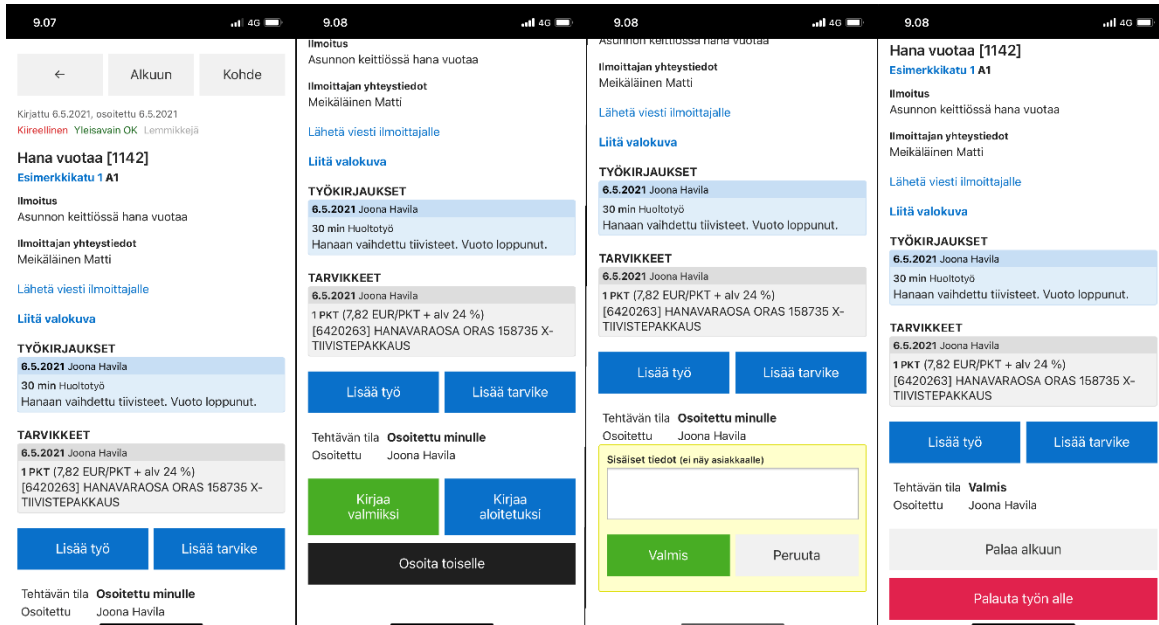 9.07
4G
←
Alkuun
Kohde
Kirjattu 6.5.2021, osoitettu 6.5.2021
Kiireellinen Yleisavain OK Lemmikkejä
Hana vuotaa [1142]
Esimerkkikatu 1 A1
Ilmoitus
Asunnon keittiössä hana vuotaa
Ilmoittajan yhteystiedot
Meikäläinen Matti
Lähetä viesti ilmoittajalle
Liitä valokuva
TYÖKIRJAUKSET
6.5.2021 Joona Havila
30 min Huoltotyö
Hanaan vaihdettu tiivisteet. Vuoto loppunut.
TARVIKKEET
6.5.2021 Joona Havila
1 PKT (7,82 EUR/PKT + alv 24 %)
[6420263] HANAVARAOSA ORAS 158735 X-
TIIVISTEPAKKAUS
Lisää työ
Lisää tarvike
Tehtävän tila Osoitettu minulle
Osoitettu Joona Havila
9.08
4G
Ilmoitus
Asunnon keittiössä hana vuotaa
Ilmoittajan yhteystiedot
Meikäläinen Matti
Lähetä viesti ilmoittajalle
Liitä valokuva
TYÖKIRJAUKSET
6.5.2021 Joona Havila
30 min Huoltotyö
Hanaan vaihdettu tiivisteet. Vuoto loppunut.
TARVIKKEET
6.5.2021 Joona Havila
1 PKT (7,82 EUR/PKT + alv 24 %)
[6420263] HANAVARAOSA ORAS 158735 X-
TIIVISTEPAKKAUS
Lisää työ
Lisää tarvike
Tehtävän tila Osoitettu minulle
Osoitettu Joona Havila
Kirjaa
valmiiksi
Kirjaa
aloitetuksi
Osoita toiselle
9.08
4G
Asunnon keittiössä hana vuotaa
Ilmoittajan yhteystiedot
Meikäläinen Matti
Lähetä viesti ilmoittajalle
Liitä valokuva
TYÖKIRJAUKSET
6.5.2021 Joona Havila
30 min Huoltotyö
Hanaan vaihdettu tiivisteet. Vuoto loppunut.
TARVIKKEET
6.5.2021 Joona Havila
1 PKT (7,82 EUR/PKT + alv 24 %)
[6420263] HANAVARAOSA ORAS 158735 X-
TIIVISTEPAKKAUS
Lisää työ
Lisää tarvike
Tehtävän tila Osoitettu minulle
Osoitettu Joona Havila
Sisäiset tiedot (ei näy asiakkaalle)
Valmis
Peruuta
9.08
4G
Hana vuotaa [1142]
Esimerkkikatu 1 A1
Ilmoitus
Asunnon keittiössä hana vuotaa
Ilmoittajan yhteystiedot
Meikäläinen Matti
Lähetä viesti ilmoittajalle
Liitä valokuva
TYÖKIRJAUKSET
6.5.2021 Joona Havila
30 min Huoltotyö
Hanaan vaihdettu tiivisteet. Vuoto loppunut.
TARVIKKEET
6.5.2021 Joona Havila
1 PKT (7,82 EUR/PKT + alv 24 %)
[6420263] HANAVARAOSA ORAS 158735 X-
TIIVISTEPAKKAUS
Lisää työ
Lisää tarvike
Tehtävän tila Valmis
Osoitettu Joona Havila
Palaa alkuun
Palauta työn alle